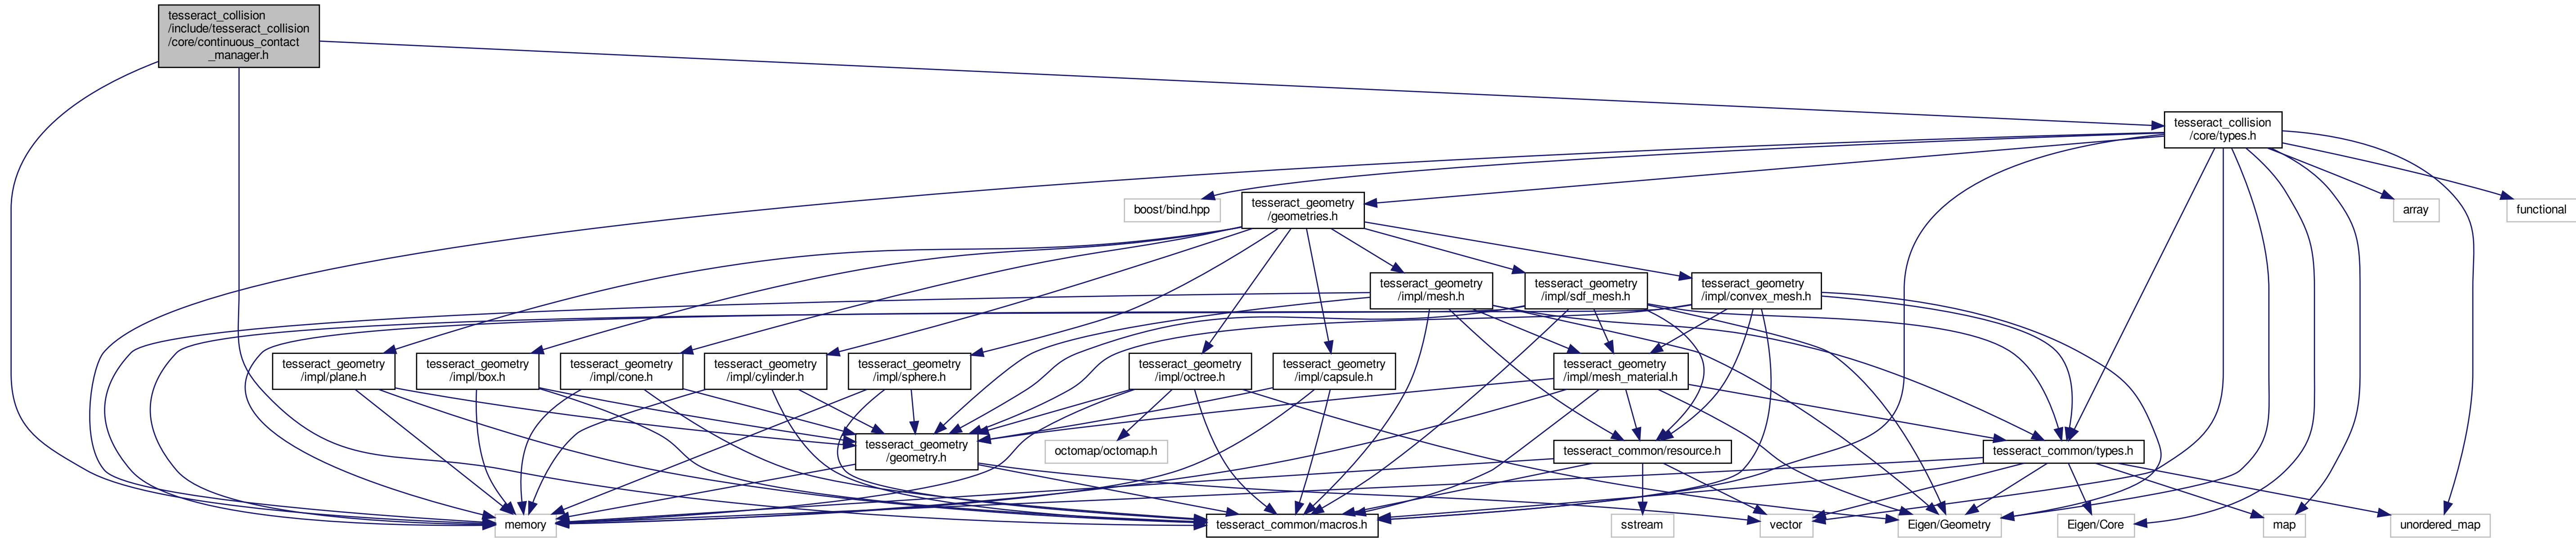 tesseract_collision
/include/tesseract_collision
/core/continuous_contact
_manager.h
tesseract_collision
/core/types.h
boost/bind.hpp
tesseract_geometry
/geometries.h
array
functional
tesseract_geometry
/impl/mesh.h
tesseract_geometry
/impl/sdf_mesh.h
tesseract_geometry
/impl/convex_mesh.h
tesseract_geometry
/impl/plane.h
tesseract_geometry
/impl/box.h
tesseract_geometry
/impl/cone.h
tesseract_geometry
/impl/cylinder.h
tesseract_geometry
/impl/sphere.h
tesseract_geometry
/impl/octree.h
tesseract_geometry
/impl/capsule.h
tesseract_geometry
/impl/mesh_material.h
tesseract_geometry
/geometry.h
octomap/octomap.h
tesseract_common/resource.h
tesseract_common/types.h
memory
tesseract_common/macros.h
sstream
vector
Eigen/Geometry
Eigen/Core
map
unordered_map